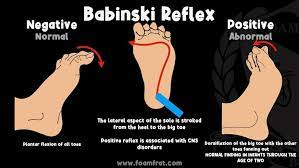 Babinski Reflex
Negative
Normal
Positive
Abnormal
The lateral aspect of the sole is stroked
from the heel to the big toe
Positive reflex is associated with CNS
disorders
Plantar flexion of all toes
Dorsiflexion of the big toe with the other
toes fanning out
NORMAL FINDING IN INFANTS THROUGH THE
AGE OF TWO
www.foamfrat.com